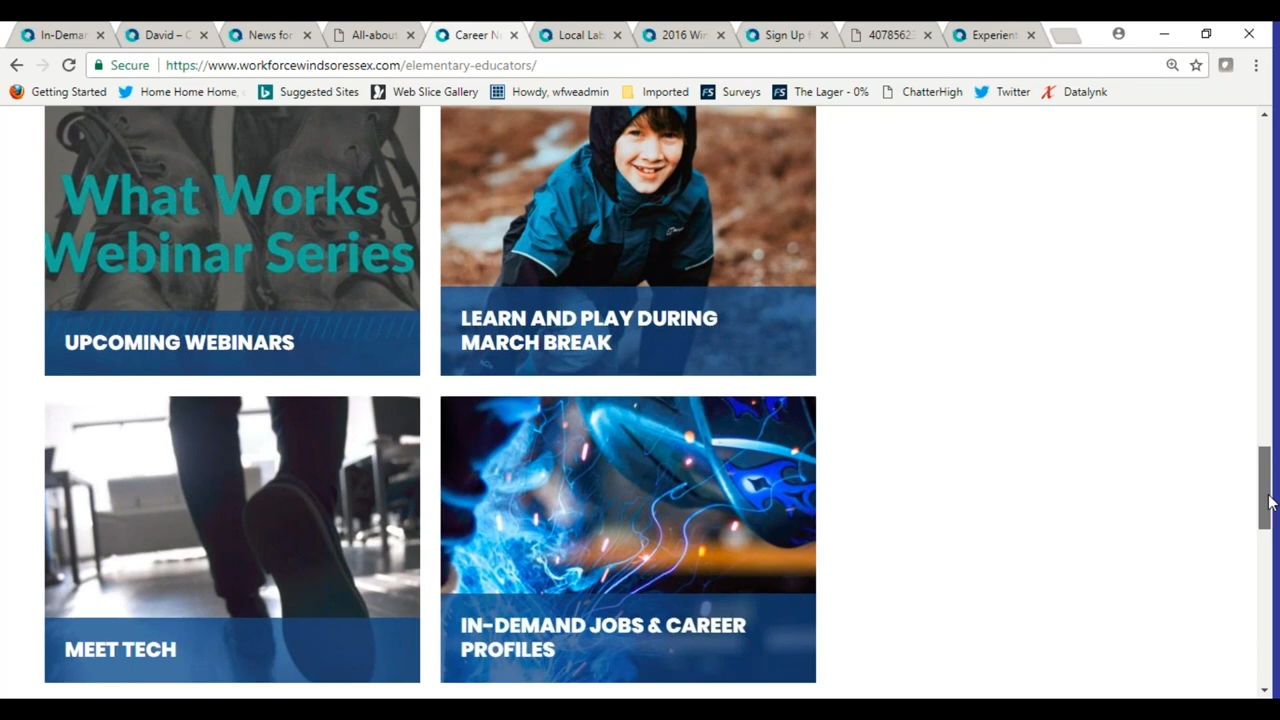 In-Demar
David – C
News for
All-about
Career N
Local Lab
2016 Wir
Sign Up f
40785623
Experien
Secure https://www.workforcewindsoressex.com/elementary-educators/
Getting Started Home Home Home, Suggested Sites Web Slice Gallery Howdy, wfweadmin Imported FS Surveys FS The Lager - 0% ChatterHigh Twitter Datalynk
What Works
Webinar Series
UPCOMING WEBINARS
LEARN AND PLAY DURING
MARCH BREAK
MEET TECH
IN-DEMAND JOBS & CAREER
PROFILES